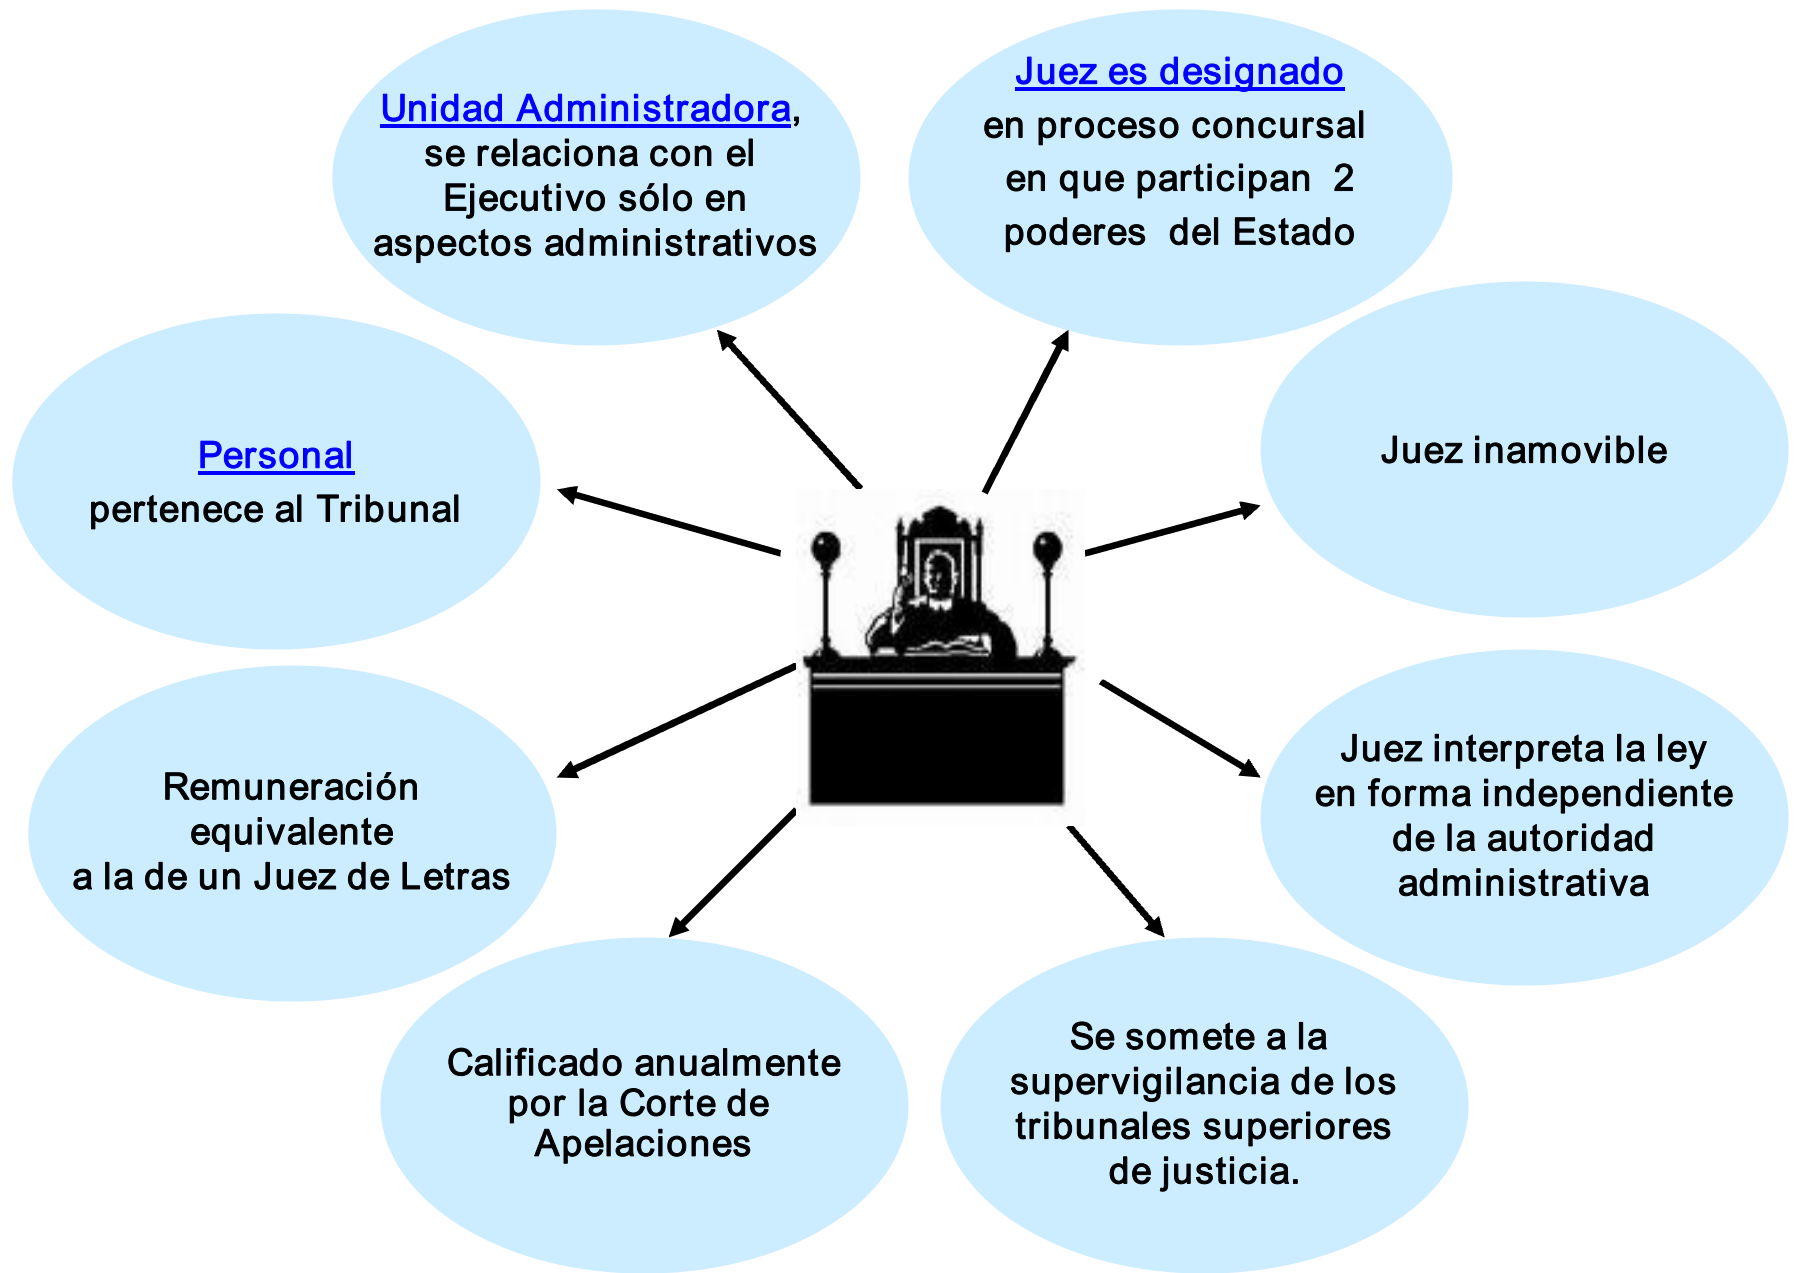 Unidad Administradora,
se relaciona con el
Ejecutivo sólo en
aspectos administrativos
Juez es designado
en proceso concursal
en que participan 2
poderes del Estado
Personal
pertenece al Tribunal
Juez inamovible
Remuneración
equivalente
a la de un Juez de Letras
Juez interpreta la ley
en forma independiente
de la autoridad
administrativa
Calificado anualmente
por la Corte de
Apelaciones
Se somete a la
supervigilancia de los
tribunales superiores
de justicia.